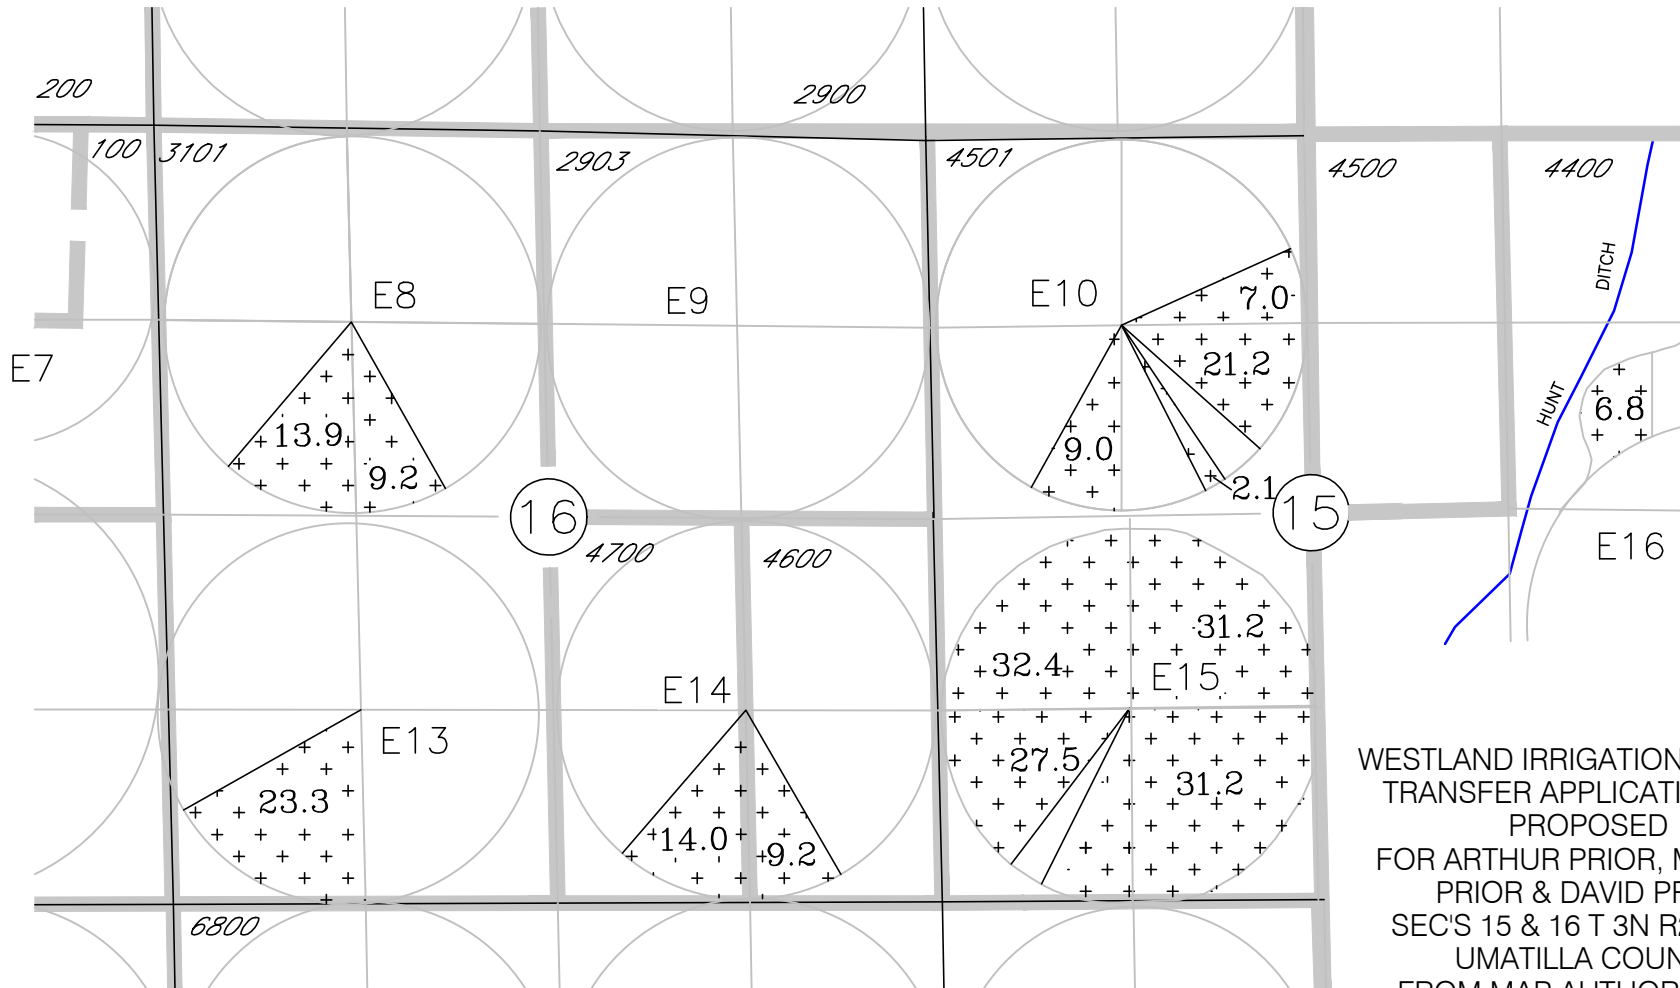 200
2900
100
3101
2903
4501
4500
4400
DITCH
E8
E9
E10
7.0
E7
21.2
HUNT
6.8
13.9
9.0
9.2
2.1
16
15
4700
4600
E16
31.2
32.4
E15
E14
E13
27.5
31.2
23.3
14.0
9.2
6800
WESTLAND IRRIGATION
TRANSFER APPLICATI
PROPOSED
FOR ARTHUR PRIOR,
PRIOR & DAVID
SEC'S 15 & 16 T 3N
UMATILLA COUN
FROM MAP AUTHOR